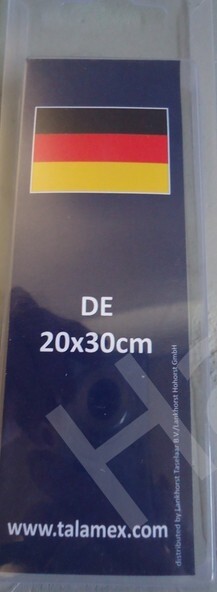 DE
20x30cm
distributed by Lankhorst Taselaar B.V./Lankhorst Hohorst GmbH
www.talamex.com